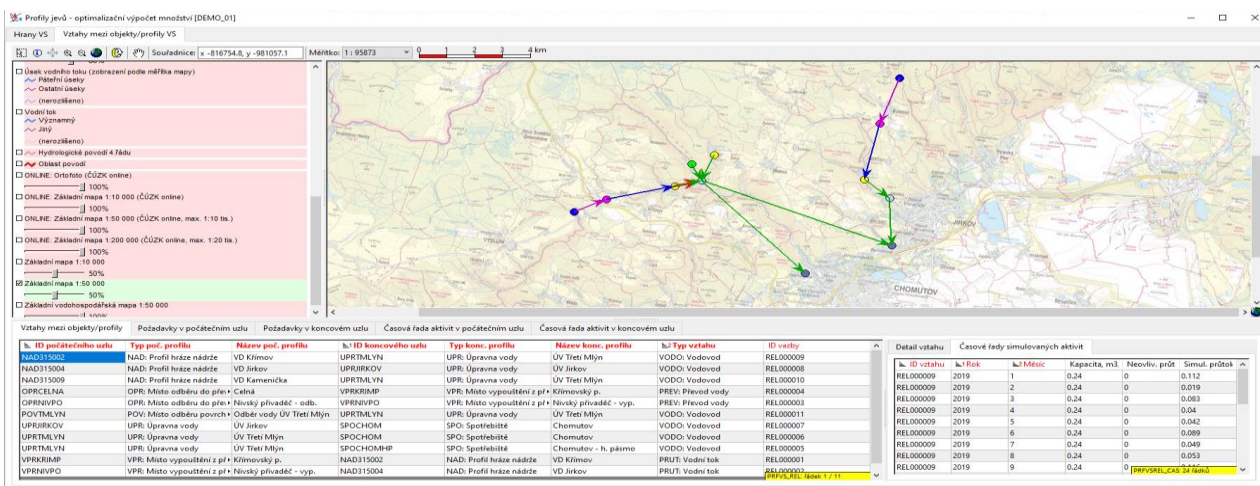 Profily jevů - optimalizační výpočet množství [DEMO_01]
Hrany VS Vztahy mezi objekty/profily VS
Souřadnice: x -816754.8, y -981057.1 Měřítko: 1 : 95873 0 1 2 3 4 km
Úsek vodního toku (zobrazení podle měřítka mapy)
Páteřní úseky
Ostatní úseky
(nerozlišeno)
Vodní tok
Významný
Jiný
(nerozlišeno)
Hydrologické povodí 4.řádu
Oblast povodí
ONLINE: Ortofoto (ČÚZK online)
100%
ONLINE: Základní mapa 1:10 000 (ČÚZK online)
100%
ONLINE: Základní mapa 1:50 000 (ČÚZK online, max. 1:10 tis.)
100%
ONLINE: Základní mapa 1:200 000 (ČÚZK online, max. 1:20 tis.)
100%
Základní mapa 1:10 000
50%
Základní mapa 1:50 000
50%
Základní vodohospodářská mapa 1:50 000
100%
JIRKOV
CHOMUTOV
VÝSLUNÍ
Vztahy mezi objekty/profily Požadavky v počátečním uzlu Požadavky v koncovém uzlu Časová řada aktivit v počátečním uzlu Časová řada aktivit v koncovém uzlu
ID počátečního uzlu Typ poč. profilu Název poč. profilu ID koncového uzlu Typ konc. profilu Název konc. profilu Typ vztahu ID vazby
NAD315002 NAD: Profil hráze nádrže VD Křímov UPRTMLYN UPR: Úpravna vody ÚV Třetí Mlýn VODO: Vodovod REL000009
NAD315004 NAD: Profil hráze nádrže VD Jirkov UPRJIRKOV UPR: Úpravna vody ÚV Jirkov VODO: Vodovod REL000008
NAD315009 NAD: Profil hráze nádrže VD Kamenička UPRTMLYN UPR: Úpravna vody ÚV Třetí Mlýn VODO: Vodovod REL000010
OPRCELNA OPR: Místo odběru do přev Celná VPRKRIMP VPR: Místo vypouštění z př Křímovský p. PREV: Převod vody REL000004
OPRNIVPO OPR: Místo odběru do přev Nivský přivaděč - odb. VPRNIVPO VPR: Místo vypouštění z př Nivský přivaděč - vyp. PREV: Převod vody REL000003
POVTMLYN POV: Místo odběru povrch Odběr vody ÚV Třetí Mlýn UPRTMLYN UPR: Úpravna vody ÚV Třetí Mlýn VODO: Vodovod REL000011
UPRJIRKOV UPR: Úpravna vody ÚV Jirkov SPOCHOM SPO: Spotřebiště Chomutov VODO: Vodovod REL000007
UPRTMLYN UPR: Úpravna vody ÚV Třetí Mlýn SPOCHOM SPO: Spotřebiště Chomutov VODO: Vodovod REL000006
UPRTMLYN UPR: Úpravna vody ÚV Třetí Mlýn SPOCHOMHP SPO: Spotřebiště Chomutov - h. pásmo VODO: Vodovod REL000005
VPRKRIMP VPR: Místo vypouštění z př Křímovský p. NAD315002 NAD: Profil hráze nádrže VD Křímov PRUT: Vodní tok REL000001
VPRNIVPO VPR: Místo vypouštění z př Nivský přivaděč - vyp. NAD315004 NAD: Profil hráze nádrže VD Jirkov PRUT: Vodní tok
PRFVS_REL: řádek 1 / 11
Detail vztahu Časové řady simulovaných aktivit
ID vztahu Rok Měsíc Kapacita, m3, Neovliv. průt Simul. průtok
REL000009 2019 1 0.24 0 0.112
REL000009 2019 2 0.24 0 0.019
REL000009 2019 3 0.24 0 0.083
REL000009 2019 4 0.24 0 0.04
REL000009 2019 5 0.24 0 0.042
REL000009 2019 6 0.24 0 0.089
REL000009 2019 7 0.24 0 0.049
REL000009 2019 8 0.24 0 0.053
REL000009 2019 9 0.24 0
PRFVSREL_CAS: 24 řádků